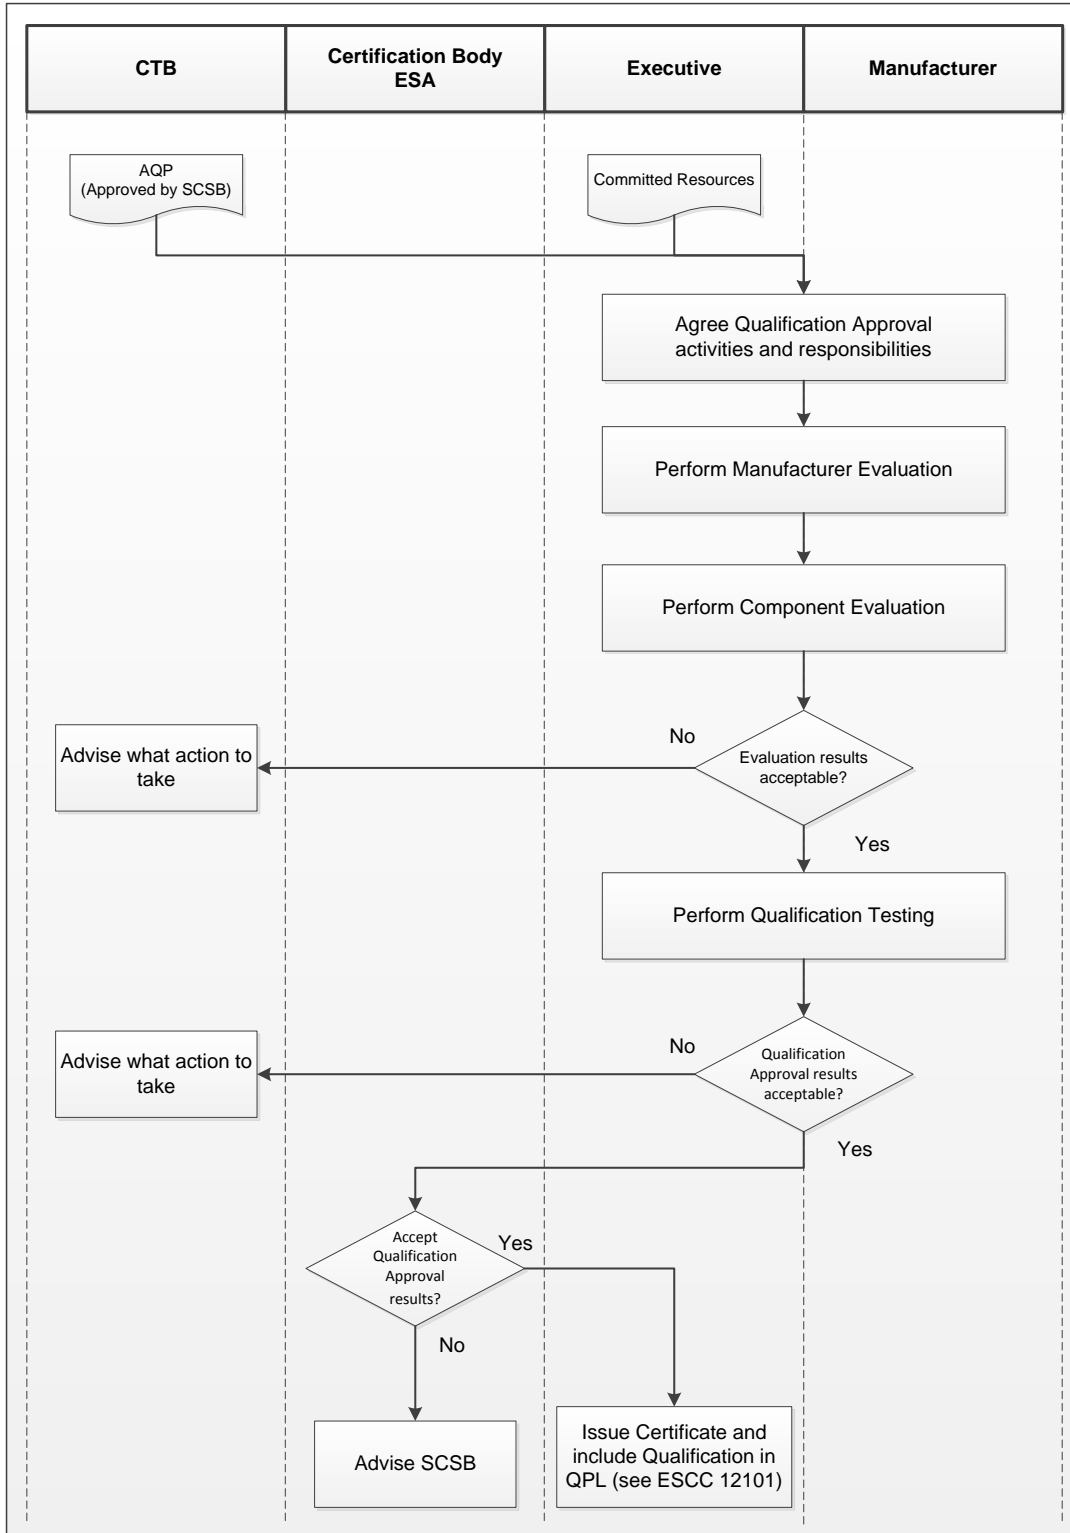 CTB
Certification Body
ESA
Executive
Manufacturer
AQP
(Approved by SCSB)
Committed Resources
Agree Qualification Approval
activities and responsibilities
Perform Manufacturer Evaluation
Perform Component Evaluation
Advise what action to
take
No
Evaluation results
acceptable?
Yes
Perform Qualification Testing
Advise what action to
take
No
Qualification
Approval results
acceptable?
Yes
Accept
Qualification
Approval
results?
Yes
No
Advise SCSB
Issue Certificate and
include Qualification in
QPL (see ESCC 12101)